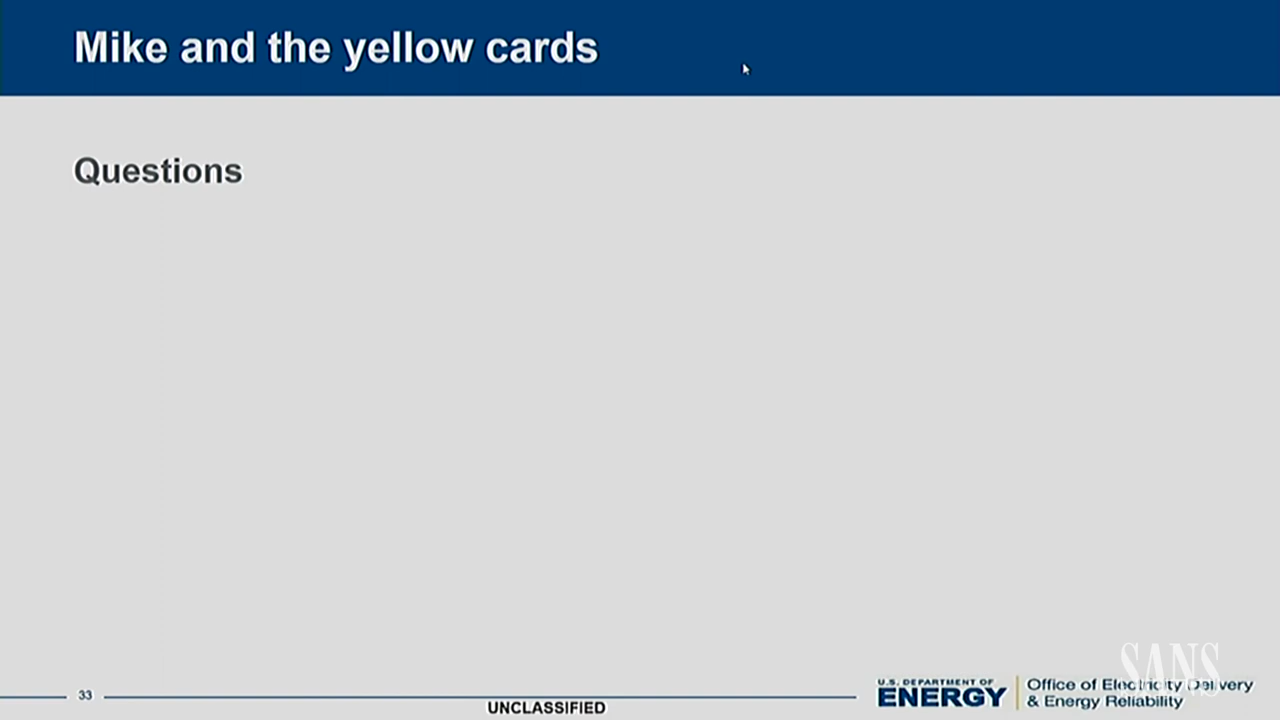 Mike and the yellow cards
Questions
33
UNCLASSIFIED
U.S. DEPARTMENT OF
ENERGY
Office of Electricity Delivery
& Energy Reliability
SANS